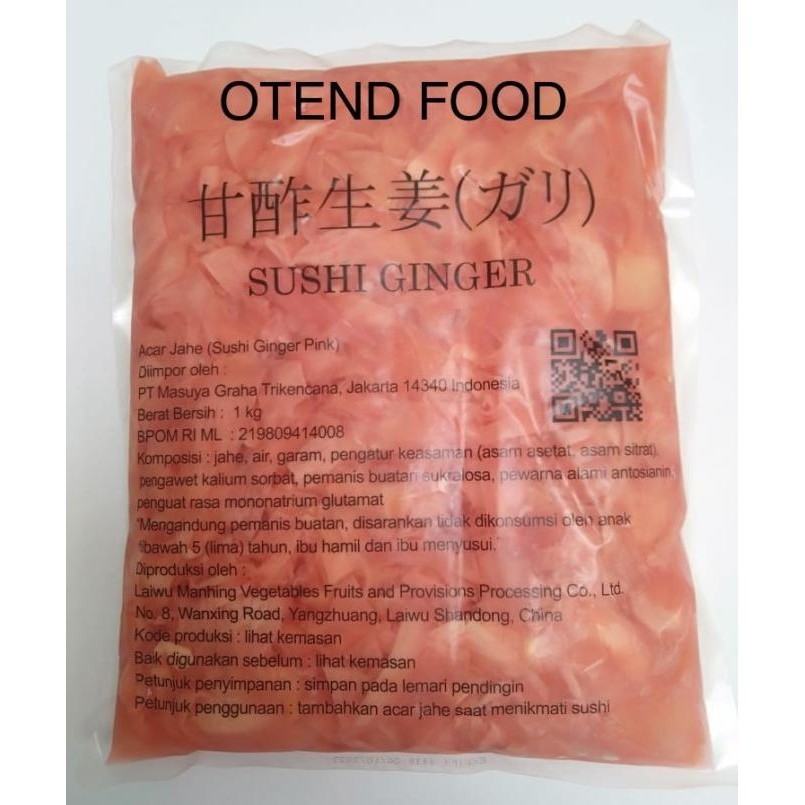 OTEND FOOD
甘酢生姜(ガリ)
SUSHI GINGER
Acar Jahe (Sushi Ginger Pink)
Diimpor oleh :
PT Masuya Graha Trikencana, Jakarta 14340 Indonesia
Berat Bersih : 1 kg
BPOM RI ML : 219809414008
Komposisi : jahe, air, garam, pengatur keasaman (asam asetat, asam sitrat),
pengawet kalium sorbat, pemanis buatan sukralosa, pewarna alami antosianin,
penguat rasa mononatrium glutamat
"Mengandung pemanis buatan, disarankan tidak dikonsumsi oleh anak
dibawah 5 (lima) tahun, ibu hamil dan ibu menyusui."
Diproduksi oleh :
Laiwu Manhing Vegetables Fruits and Provisions Processing Co., Ltd.
No. 8, Wanxing Road, Yangzhuang, Laiwu Shandong, China
Kode produksi : lihat kemasan
Baik digunakan sebelum : lihat kemasan
Petunjuk penyimpanan : simpan pada lemari pendingin
Petunjuk penggunaan : tambahkan acar jahe saat menikmati sushi